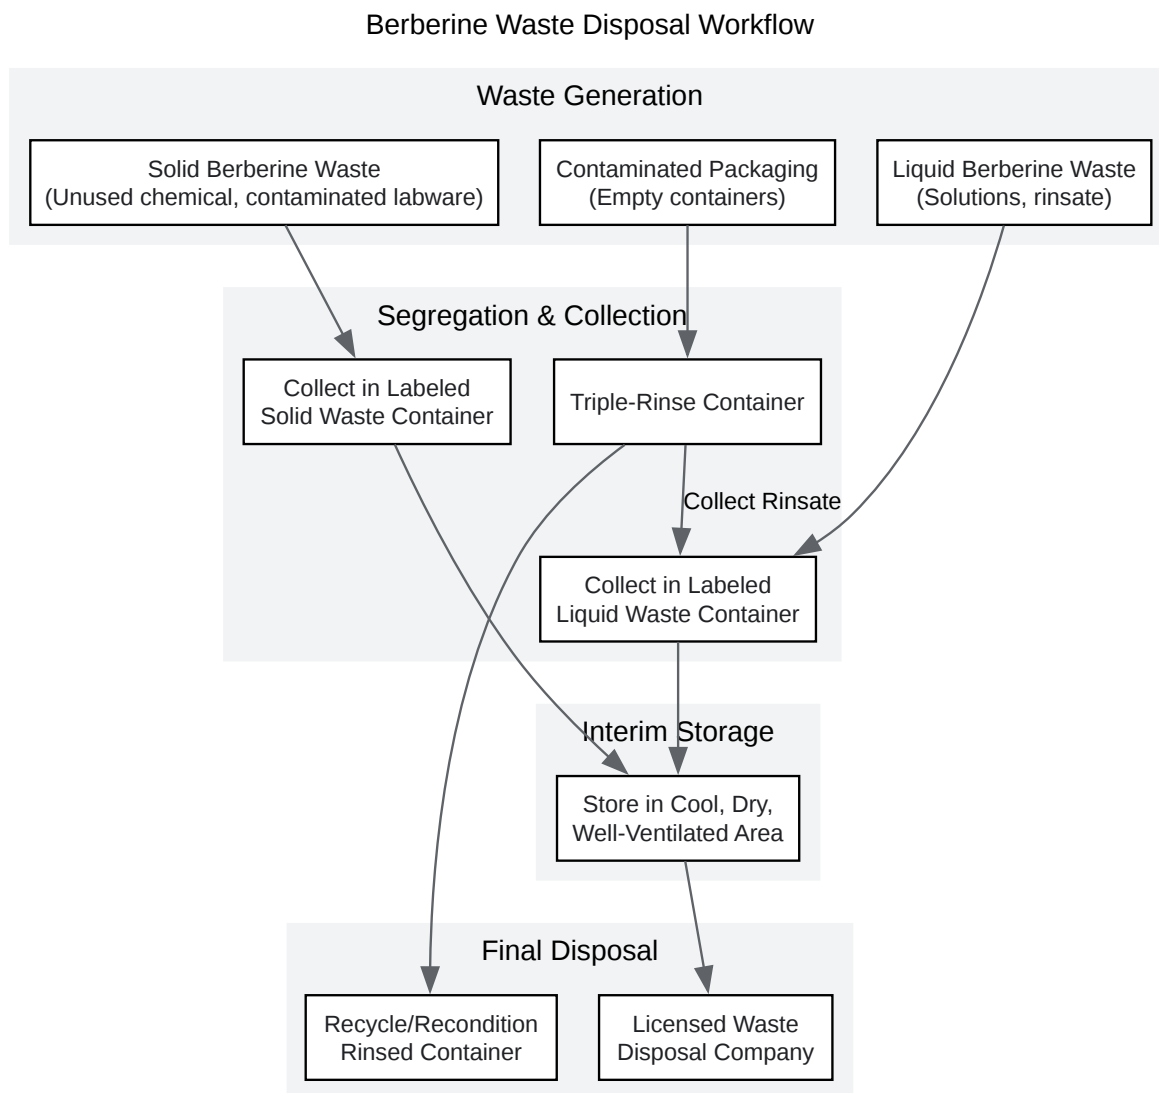 Berberine Waste Disposal Workflow
Waste Generation
Solid Berberine Waste
(Unused chemical, contaminated labware)
Contaminated Packaging
(Empty containers)
Liquid Berberine Waste
(Solutions, rinsate)
Segregation & Collection
Collect in Labeled
Solid Waste Container
Triple-Rinse Container
Collect Rinsate
Collect in Labeled
Liquid Waste Container
Interim Storage
Store in Cool, Dry,
Well-Ventilated Area
Final Disposal
Recycle/Recondition
Rinsed Container
Licensed Waste
Disposal Company